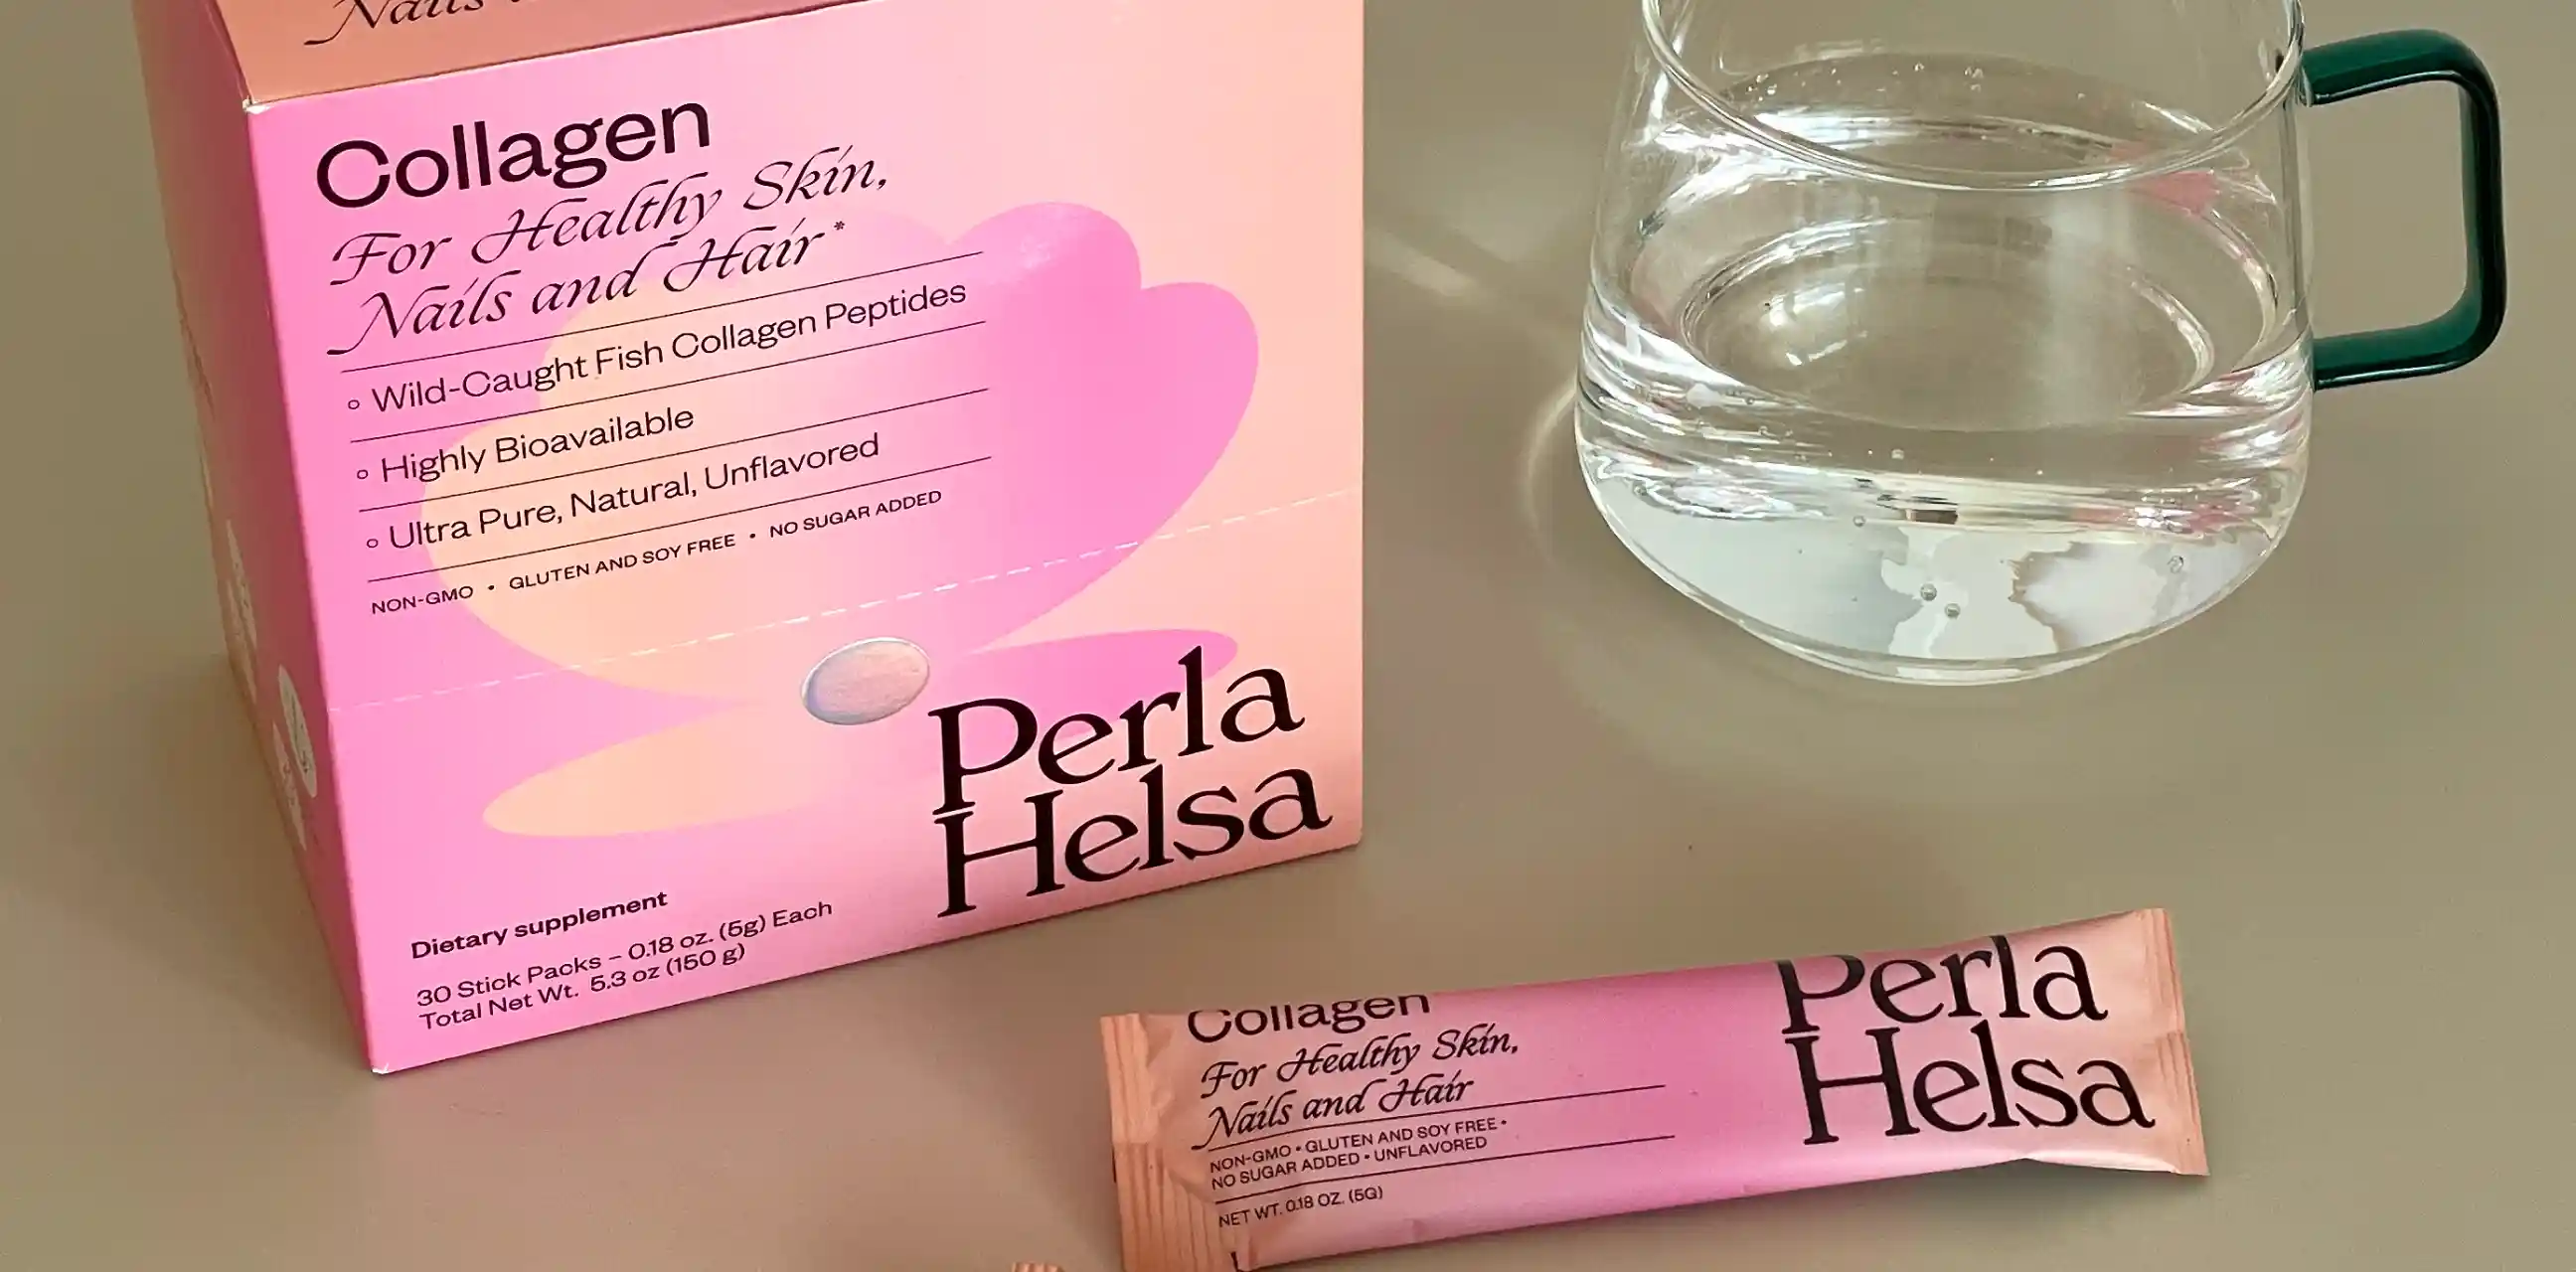 Nails
Collagen
For Healthy Skin,
Nails and Hair*
Wild-Caught Fish Collagen Peptides
Highly Bioavailable
Ultra Pure, Natural, Unflavored
NON-GMO • GLUTEN AND SOY FREE • NO SUGAR ADDED
Perla
Helsa
Dietary supplement
30 Stick Packs – 0.18 oz. (5g) Each
Total Net Wt. 5.3 oz (150 g)
Collagen
For Healthy Skin,
Nails and Hair
NON-GMO • GLUTEN AND SOY FREE •
NO SUGAR ADDED • UNFLAVORED
NET WT. 0.18 OZ. (5G)
Perla
Helsa